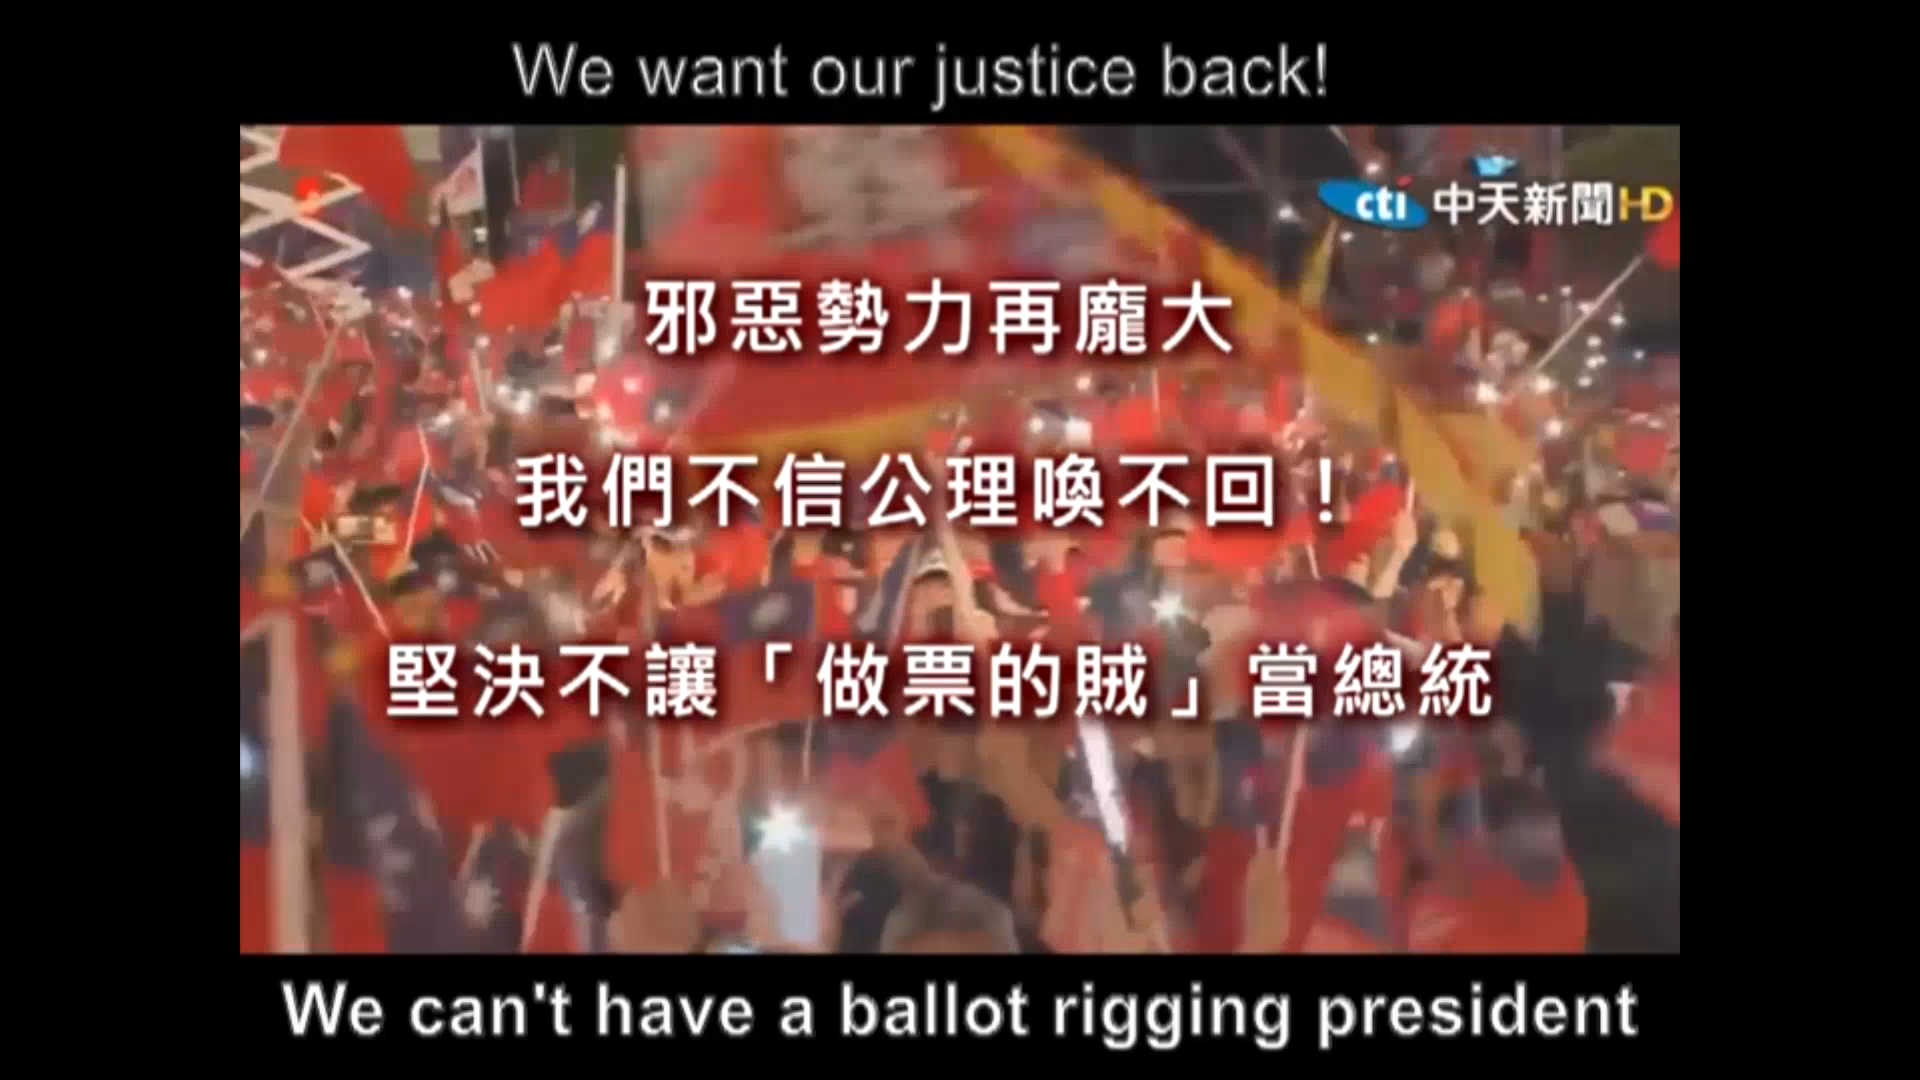 We want our justice back!
cti 中天新聞HD
邪惡勢力再龐大
我們不信公理喚不回！
堅決不讓「做票的賊」當總統
We can't have a ballot rigging president